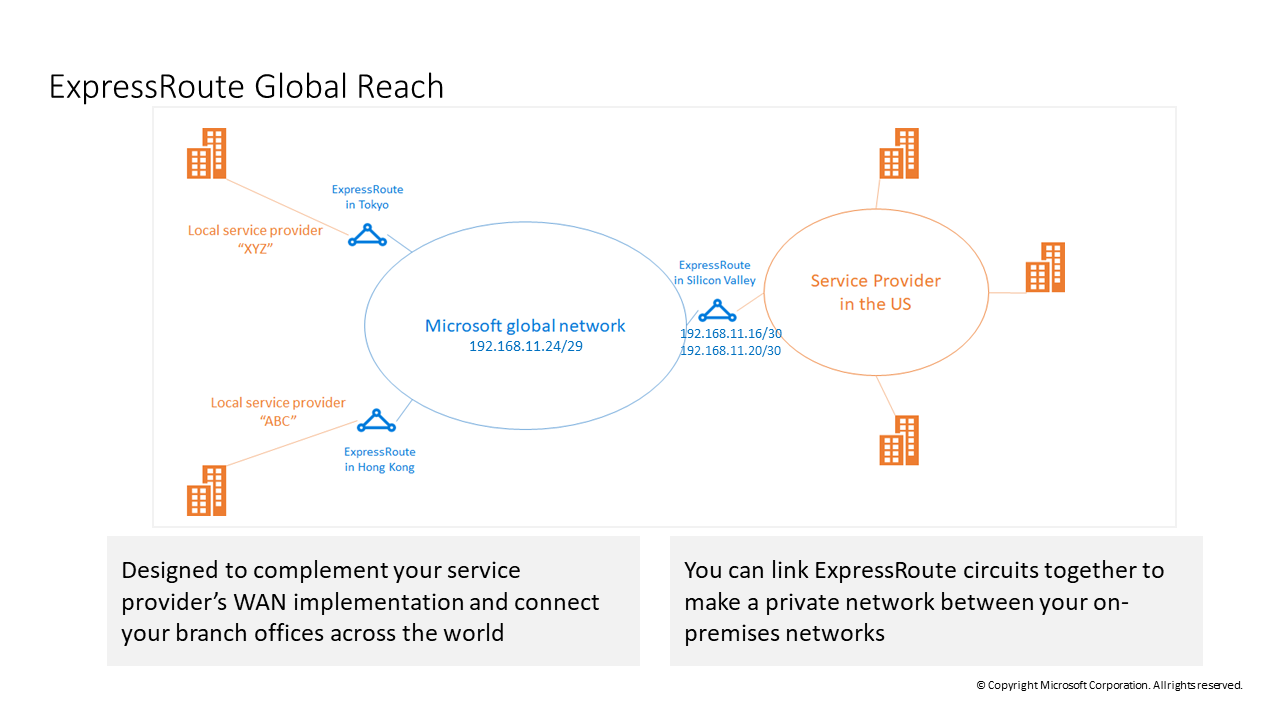 ExpressRoute Global Reach
ExpressRoute
in Tokyo
Local service provider
“XYZ”
ExpressRoute
in Silicon Valley
Service Provider
in the US
Microsoft global network
192.168.11.24/29
192.168.11.16/30
192.168.11.20/30
Local service provider
“ABC”
ExpressRoute
in Hong Kong
Designed to complement your service
provider’s WAN implementation and connect
your branch offices across the world
You can link ExpressRoute circuits together to
make a private network between your on-
premises networks
© Copyright Microsoft Corporation. All rights reserved.